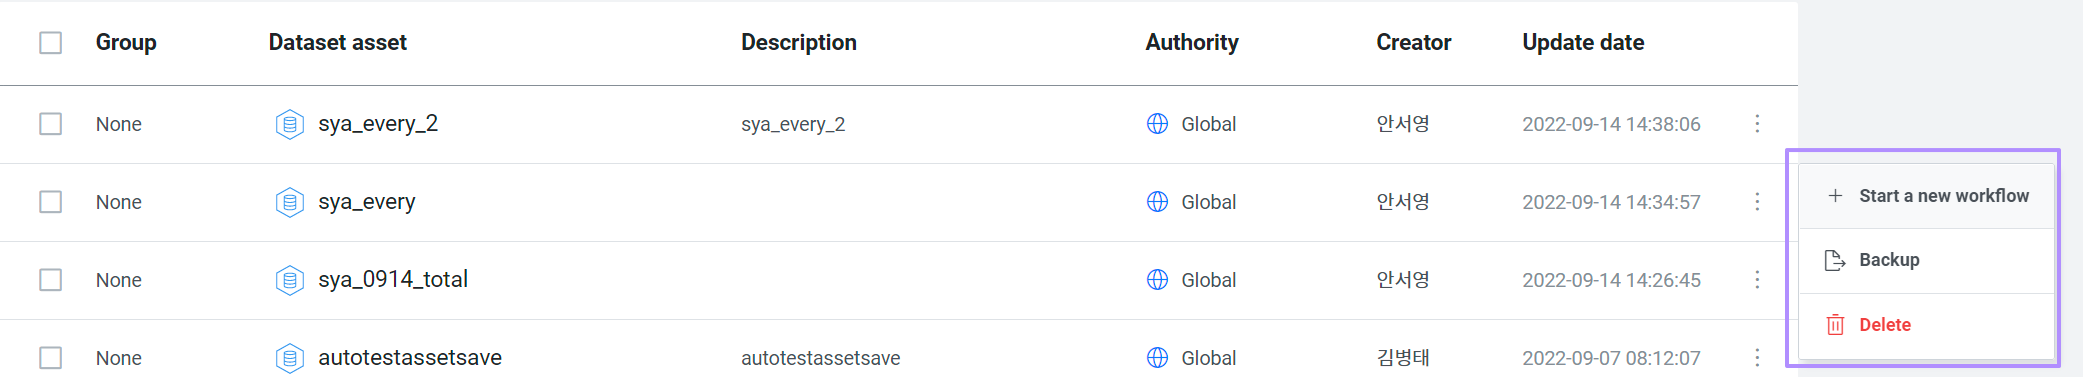 Group Dataset asset Description Authority Creator Update date
None sya_every_2 sya_every_2 Global 안서영 2022-09-14 14:38:06
None sya_every Global 안서영 2022-09-14 14:34:57
Start a new workflow
None sya_0914_total Global 안서영 2022-09-14 14:26:45
Backup
None autotestassetsave autotestassetsave Global 김병태 2022-09-07 08:12:07
Delete